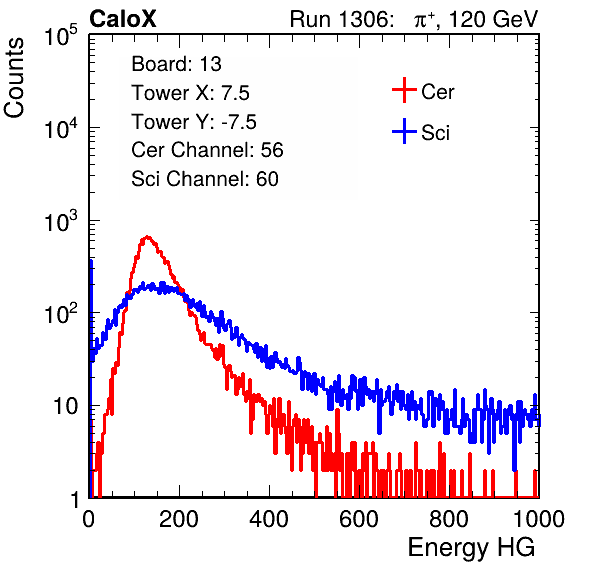 CaloX Run 1306: π⁺, 120 GeV
Counts
Board: 13
Tower X: 7.5
Tower Y: -7.5
Cer Channel: 56
Sci Channel: 60
Cer
Sci
10⁵
10⁴
10³
10²
10
1
0 200 400 600 800 1000
Energy HG